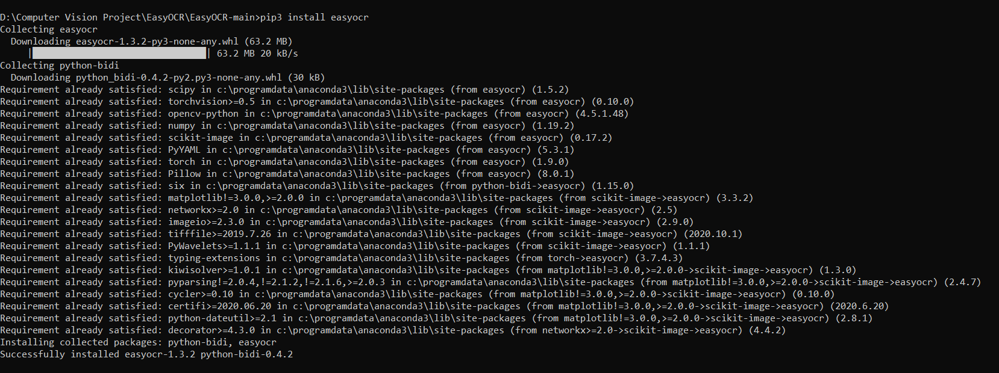 D:\Computer Vision Project\EasyOCR\EasyOCR-main>pip3 install easyocr
Collecting easyocr
  Downloading easyocr-1.3.2-py3-none-any.whl (63.2 MB)
     |████████████████████████████████| 63.2 MB 20 kB/s
Collecting python-bidi
  Downloading python_bidi-0.4.2-py2.py3-none-any.whl (30 kB)
Requirement already satisfied: scipy in c:\programdata\anaconda3\lib\site-packages (from easyocr) (1.5.2)
Requirement already satisfied: torchvision>=0.5 in c:\programdata\anaconda3\lib\site-packages (from easyocr) (0.10.0)
Requirement already satisfied: opencv-python in c:\programdata\anaconda3\lib\site-packages (from easyocr) (4.5.1.48)
Requirement already satisfied: numpy in c:\programdata\anaconda3\lib\site-packages (from easyocr) (1.19.2)
Requirement already satisfied: scikit-image in c:\programdata\anaconda3\lib\site-packages (from easyocr) (0.17.2)
Requirement already satisfied: PyYAML in c:\programdata\anaconda3\lib\site-packages (from easyocr) (5.3.1)
Requirement already satisfied: torch in c:\programdata\anaconda3\lib\site-packages (from easyocr) (1.9.0)
Requirement already satisfied: Pillow in c:\programdata\anaconda3\lib\site-packages (from easyocr) (8.0.1)
Requirement already satisfied: six in c:\programdata\anaconda3\lib\site-packages (from python-bidi->easyocr) (1.15.0)
Requirement already satisfied: matplotlib!=3.0.0,>=2.0.0 in c:\programdata\anaconda3\lib\site-packages (from scikit-image->easyocr) (3.3.2)
Requirement already satisfied: networkx>=2.0 in c:\programdata\anaconda3\lib\site-packages (from scikit-image->easyocr) (2.5)
Requirement already satisfied: imageio>=2.3.0 in c:\programdata\anaconda3\lib\site-packages (from scikit-image->easyocr) (2.9.0)
Requirement already satisfied: tifffile>=2019.7.26 in c:\programdata\anaconda3\lib\site-packages (from scikit-image->easyocr) (2020.10.1)
Requirement already satisfied: PyWavelets>=1.1.1 in c:\programdata\anaconda3\lib\site-packages (from scikit-image->easyocr) (1.1.1)
Requirement already satisfied: typing-extensions in c:\programdata\anaconda3\lib\site-packages (from torch->easyocr) (3.7.4.3)
Requirement already satisfied: kiwisolver>=1.0.1 in c:\programdata\anaconda3\lib\site-packages (from matplotlib!=3.0.0,>=2.0.0->scikit-image->easyocr) (1.3.0)
Requirement already satisfied: pyparsing!=2.0.4,!=2.1.2,!=2.1.6,>=2.0.3 in c:\programdata\anaconda3\lib\site-packages (from matplotlib!=3.0.0,>=2.0.0->scikit-image->easyocr) (2.4.7)
Requirement already satisfied: cycler>=0.10 in c:\programdata\anaconda3\lib\site-packages (from matplotlib!=3.0.0,>=2.0.0->scikit-image->easyocr) (0.10.0)
Requirement already satisfied: certifi>=2020.06.20 in c:\programdata\anaconda3\lib\site-packages (from matplotlib!=3.0.0,>=2.0.0->scikit-image->easyocr) (2020.6.20)
Requirement already satisfied: python-dateutil>=2.1 in c:\programdata\anaconda3\lib\site-packages (from matplotlib!=3.0.0,>=2.0.0->scikit-image->easyocr) (2.8.1)
Requirement already satisfied: decorator>=4.3.0 in c:\programdata\anaconda3\lib\site-packages (from networkx>=2.0->scikit-image->easyocr) (4.4.2)
Installing collected packages: python-bidi, easyocr
Successfully installed easyocr-1.3.2 python-bidi-0.4.2